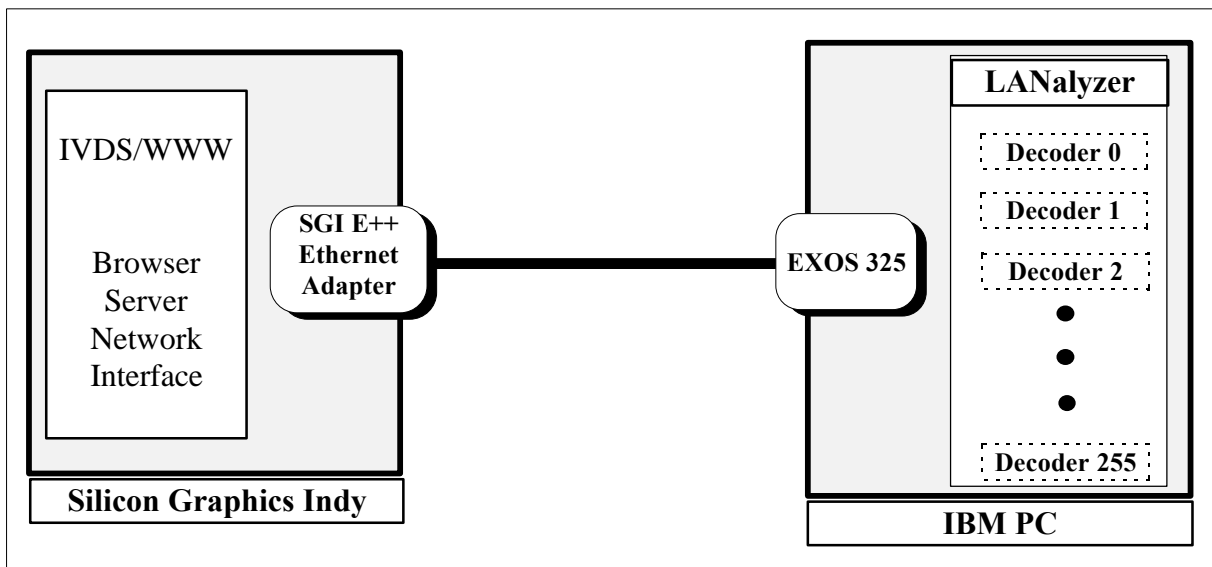 IVDS/WWW
Browser
Server
Network
Interface
SGI E++
Ethernet
Adapter
Silicon Graphics Indy
EXOS 325
LANalyzer
Decoder 0
Decoder 1
Decoder 2
Decoder 255
IBM PC